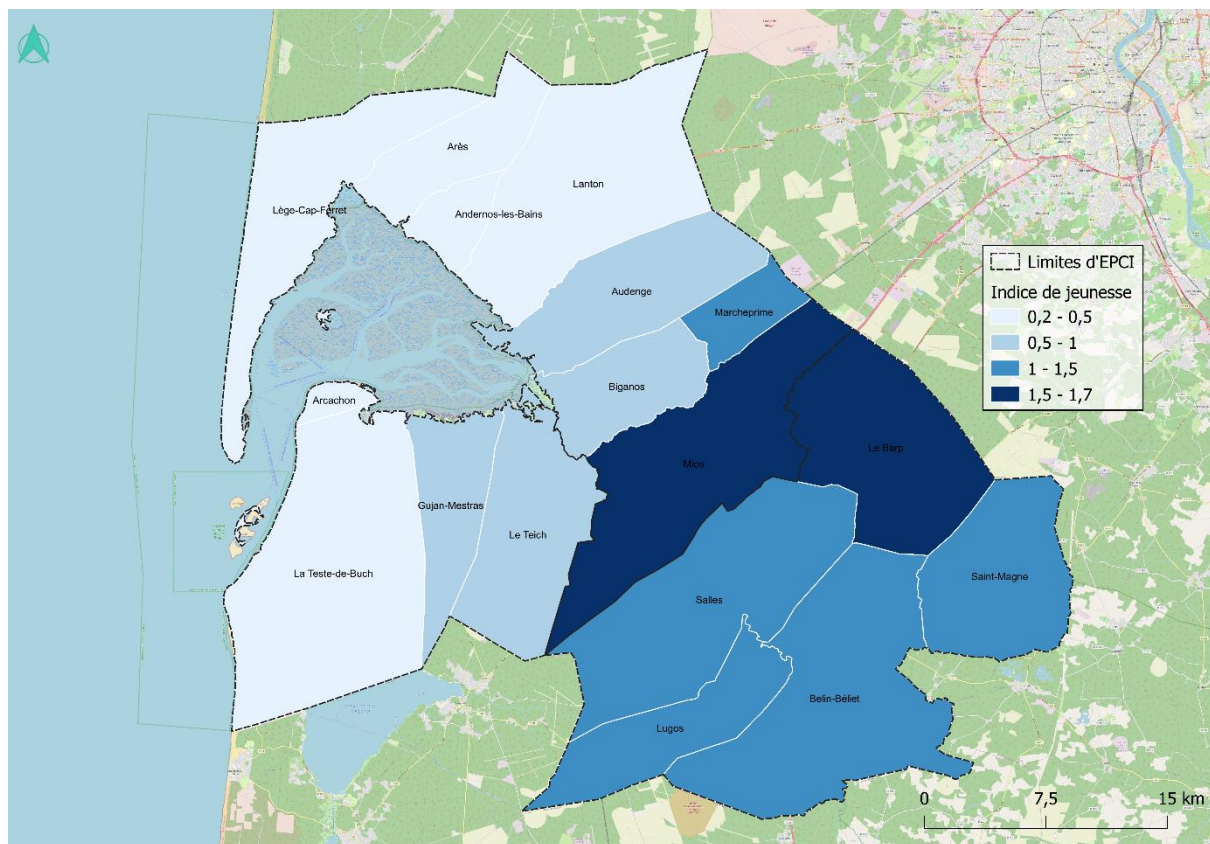 Arès
Lanton
Lège-Cap-Ferret
Andernos-les-Bains
Limites d'EPCI
Indice de jeunesse
0,2 - 0,5
0,5 - 1
1 - 1,5
1,5 - 1,7
Audenge
Marcheprime
Biganos
Arcachon
Le Barp
Mios
Gujan-Mestras
Le Teich
La Teste-de-Buch
Saint-Magne
Salles
Belin-Béliet
Lugos
0
7,5
15 km